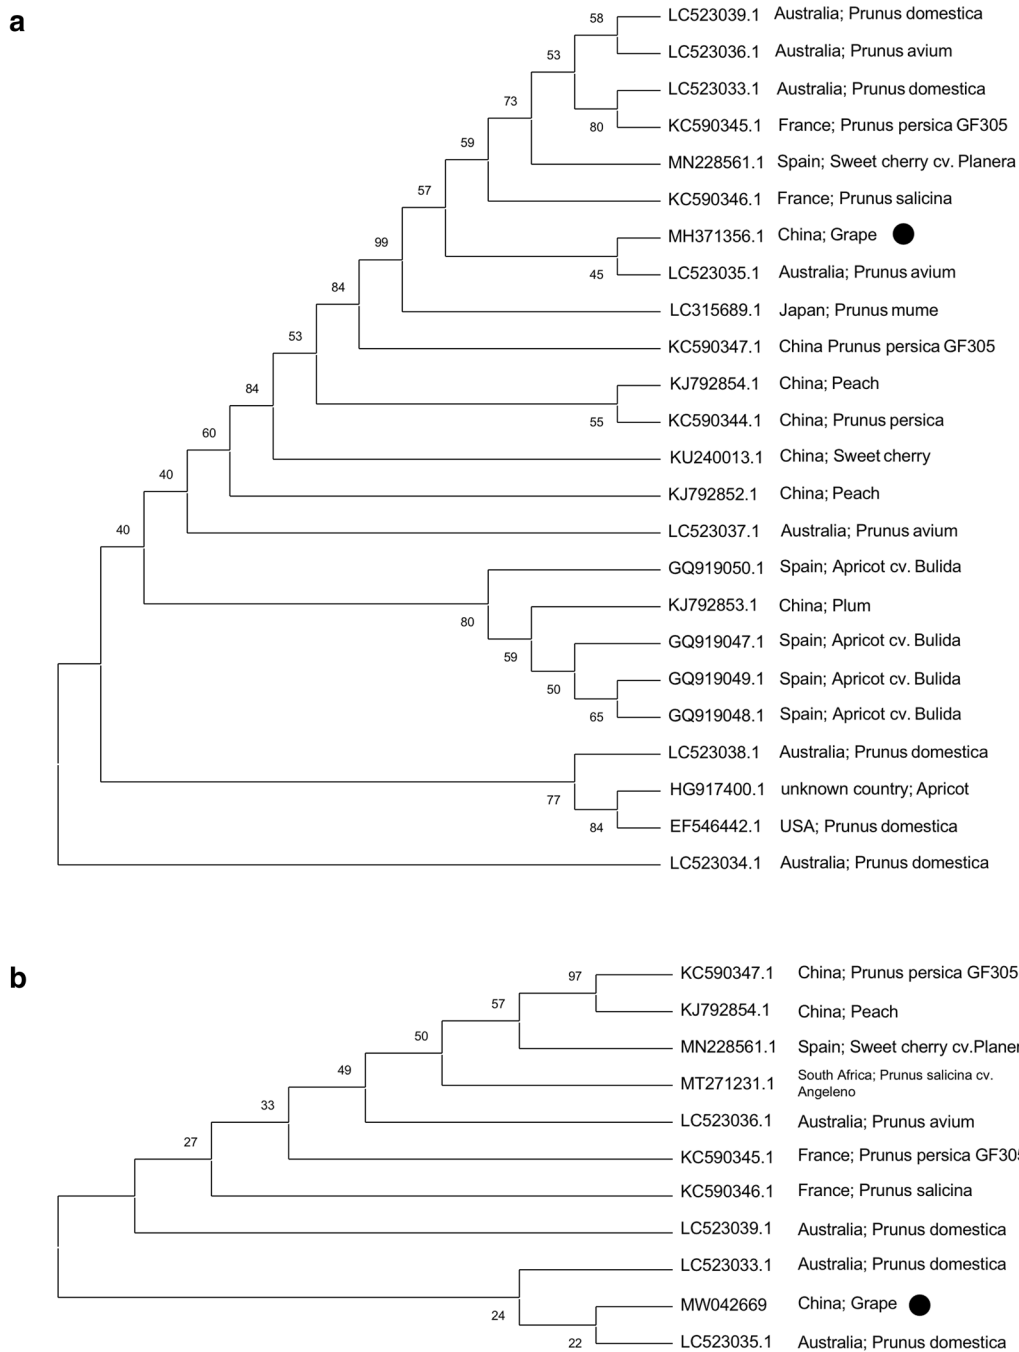 a
58 LC523039.1 Australia; Prunus domestica
LC523036.1 Australia; Prunus avium
53
LC523033.1 Australia; Prunus domestica
73
80 KC590345.1 France; Prunus persica GF305
59 MN228561.1 Spain; Sweet cherry cv. Planera
57 KC590346.1 France; Prunus salicina
99 MH371356.1 China; Grape
45 LC523035.1 Australia; Prunus avium
84
LC315689.1 Japan; Prunus mume
53 KC590347.1 China Prunus persica GF305
84 KJ792854.1 China; Peach
55 KC590344.1 China; Prunus persica
60
KU240013.1 China; Sweet cherry
40
KJ792852.1 China; Peach
40 LC523037.1 Australia; Prunus avium
GQ919050.1 Spain; Apricot cv. Bulida
KJ792853.1 China; Plum
80
GQ919047.1 Spain; Apricot cv. Bulida
59
GQ919049.1 Spain; Apricot cv. Bulida
50
65 GQ919048.1 Spain; Apricot cv. Bulida
LC523038.1 Australia; Prunus domestica
HG917400.1 unknown country; Apricot
77
84 EF546442.1 USA; Prunus domestica
LC523034.1 Australia; Prunus domestica
b
97 KC590347.1 China; Prunus persica GF305
57 KJ792854.1 China; Peach
50 MN228561.1 Spain; Sweet cherry cv.Planer
49 MT271231.1 South Africa; Prunus salicina cv.
Angeleno
33 LC523036.1 Australia; Prunus avium
27 KC590345.1 France; Prunus persica GF30
KC590346.1 France; Prunus salicina
LC523039.1 Australia; Prunus domestica
LC523033.1 Australia; Prunus domestica
24 MW042669 China; Grape
22 LC523035.1 Australia; Prunus domestica